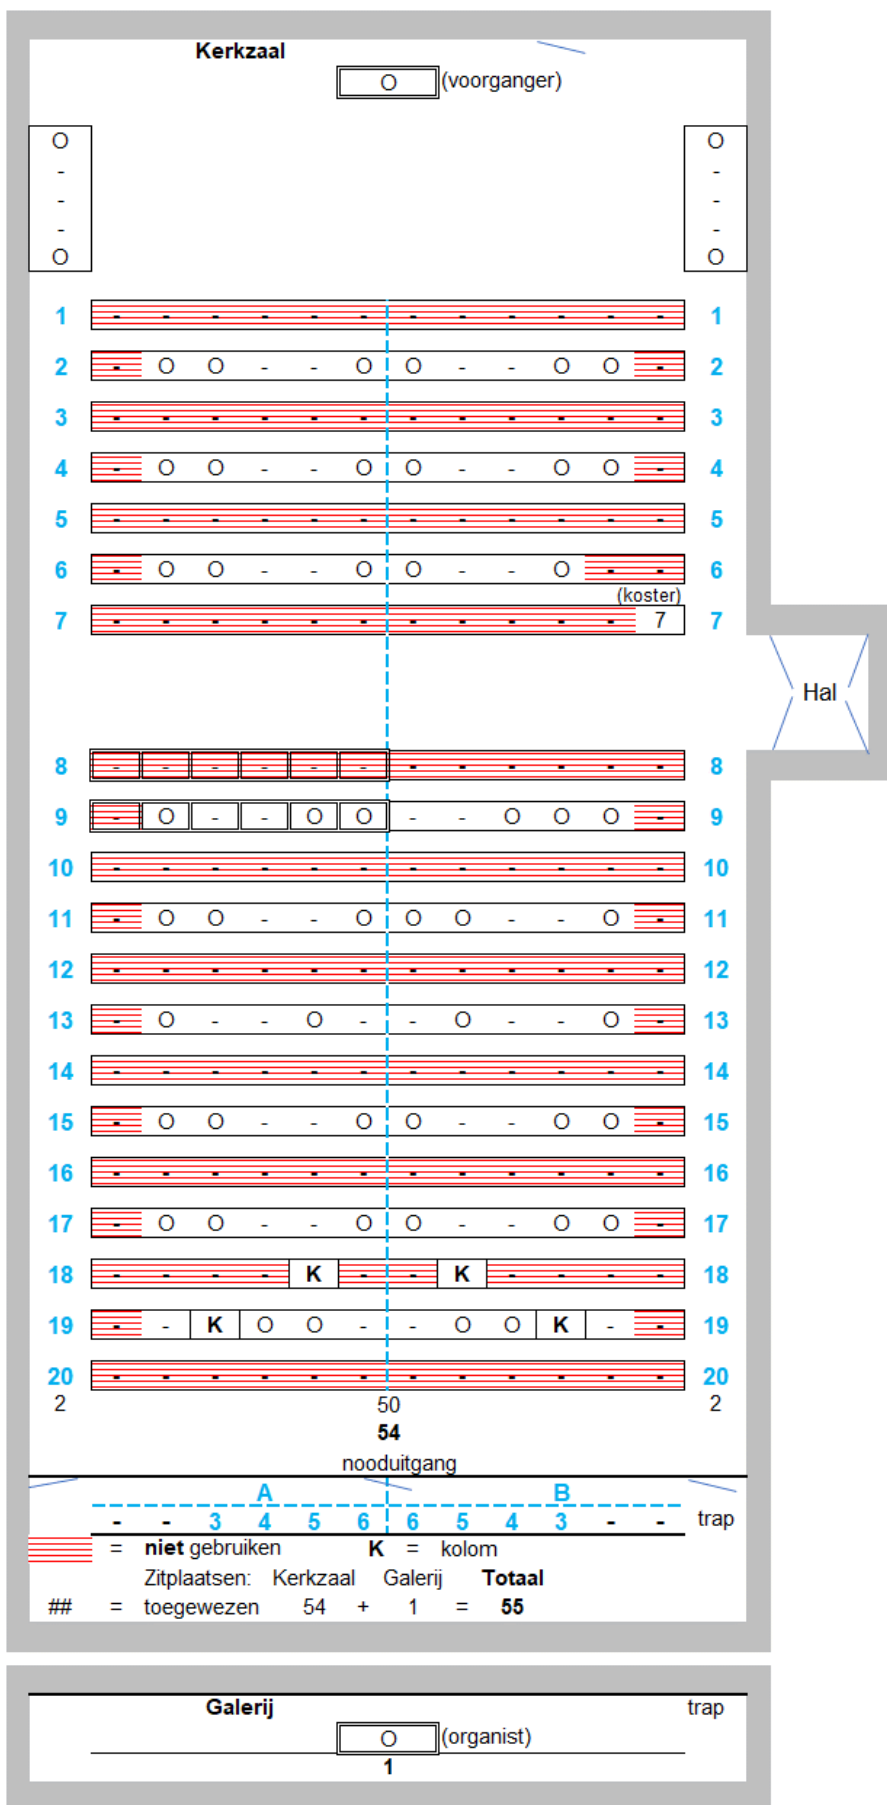 Kerkzaal
O (voorganger)
O O
- -
- -
- -
O O
1 - - - - - - - - - - - - 1
2 - O O - - O O - - O O - 2
3 - - - - - - - - - - - - 3
4 - O O - - O O - - O O - 4
5 - - - - - - - - - - - - 5
6 - O O - - O O - - O - - 6
(koster)
7 - - - - - - - - - - - 7 7
Hal
8 - - - - - - - - - - - - 8
9 - O - - O O - - O O O - 9
10 - - - - - - - - - - - - 10
11 - O O - - O O O - - O - 11
12 - - - - - - - - - - - - 12
13 - O - - O - - O - - O - 13
14 - - - - - - - - - - - - 14
15 - O O - - O O - - O O - 15
16 - - - - - - - - - - - - 16
17 - O O - - O O - - O O - 17
18 - - - - K - - K - - - - 18
19 - - K O O - - O O K - - 19
20 - - - - - - - - - - - - 20
2 50 2
54
nooduitgang
A B
- - 3 4 5 6 6 5 4 3 - - trap
= niet gebruiken K = kolom
Zitplaatsen: Kerkzaal Galerij Totaal
## = toegewezen 54 + 1 = 55
Galerij trap
O (organist)
1